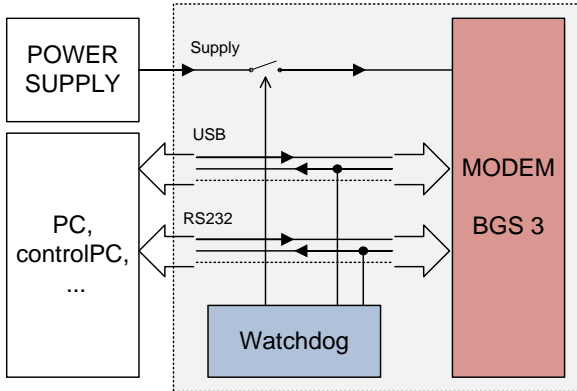 POWER
SUPPLY
Supply
USB
MODEM
BGS 3
PC,
controlPC,
...
RS232
Watchdog